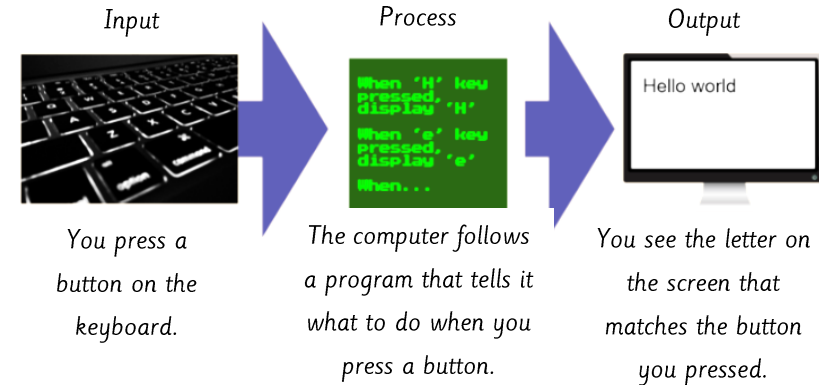 Input
Process
Output
When 'H' key
pressed,
display 'H'
When 'e' key
pressed,
display 'e'
When...
Hello world
A
Z
X
C
option
command
You press a
button on the
keyboard.
The computer follows
a program that tells it
what to do when you
press a button.
You see the letter on
the screen that
matches the button
you pressed.